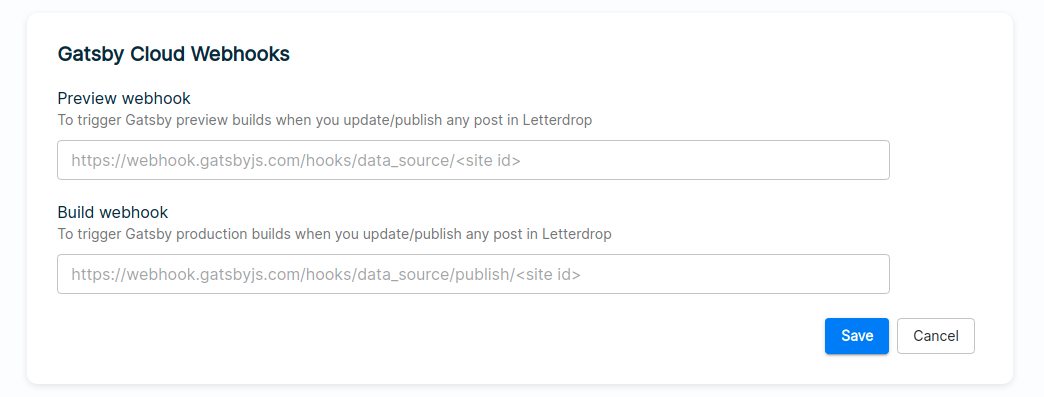 Gatsby Cloud Webhooks
Preview webhook
To trigger Gatsby preview builds when you update/publish any post in Letterdrop
https://webhook.gatsbyjs.com/hooks/data_source/<site id>
Build webhook
To trigger Gatsby production builds when you update/publish any post in Letterdrop
https://webhook.gatsbyjs.com/hooks/data_source/publish/<site id>
Save Cancel